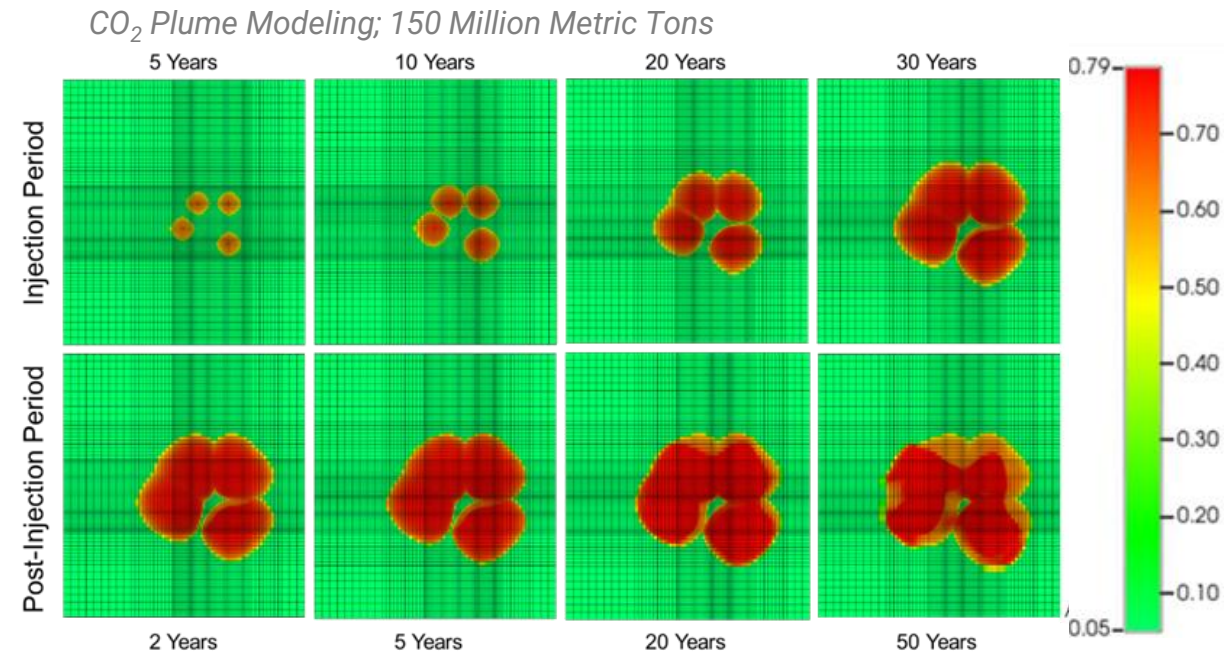 CO2 Plume Modeling; 150 Million Metric Tons
5 Years
10 Years
20 Years
30 Years
Injection Period
Post-Injection Period
2 Years
5 Years
20 Years
50 Years
0.79
0.70
0.60
0.50
0.40
0.30
0.20
0.10
0.05